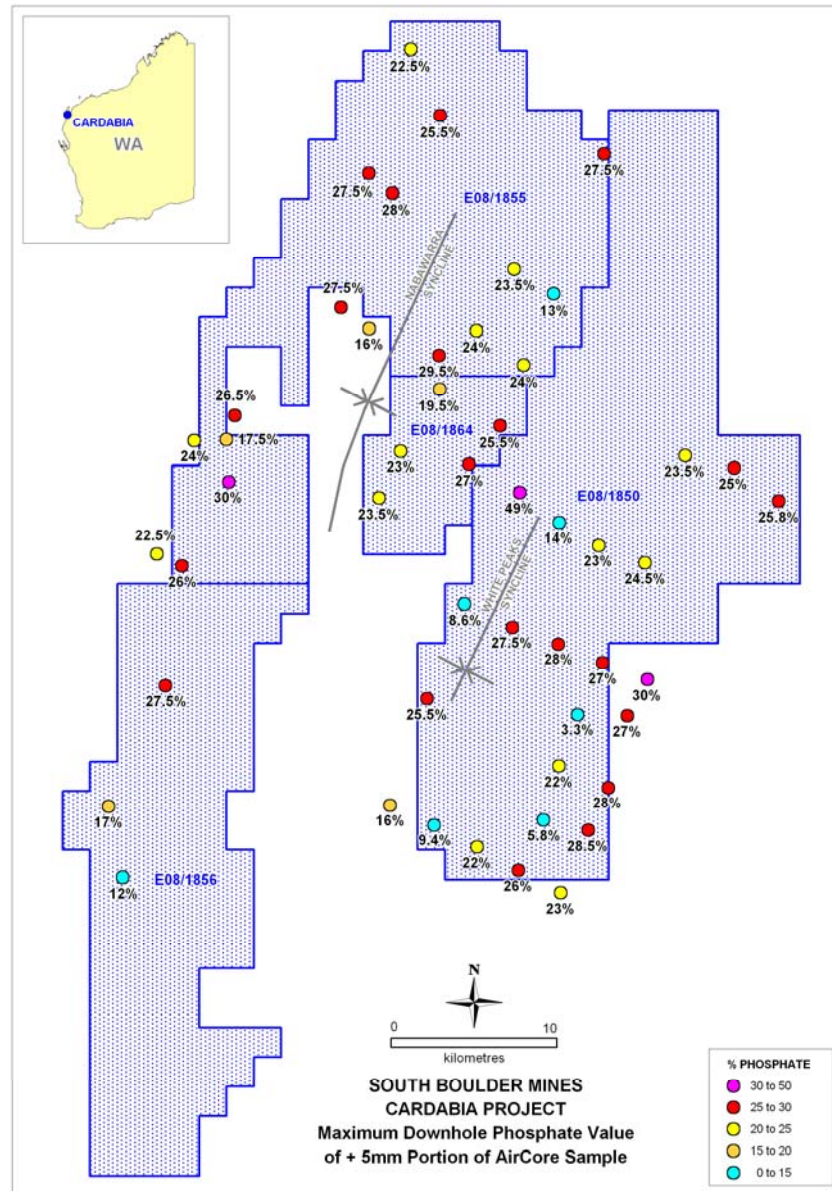 CARDABIA
WA
22.5%
25.5%
27.5%
27.5%
28%
E08/1855
NABAWARRA
SYNCLINE
23.5%
13%
27.5%
16%
24%
29.5%
24%
19.5%
26.5%
E08/1864
25.5%
24%
17.5%
23%
27%
23.5%
25%
30%
49%
E08/1850
25.8%
23.5%
14%
22.5%
23%
24.5%
26%
WHITE PEAKS
SYNCLINE
8.6%
27.5%
28%
27%
30%
27.5%
25.5%
3.3%
27%
22%
28%
17%
16%
9.4%
5.8%
28.5%
22%
12%
E08/1856
26%
23%
N
0
10
kilometres
SOUTH BOULDER MINES
CARDABIA PROJECT
Maximum Downhole Phosphate Value
of + 5mm Portion of AirCore Sample
% PHOSPHATE
30 to 50
25 to 30
20 to 25
15 to 20
0 to 15